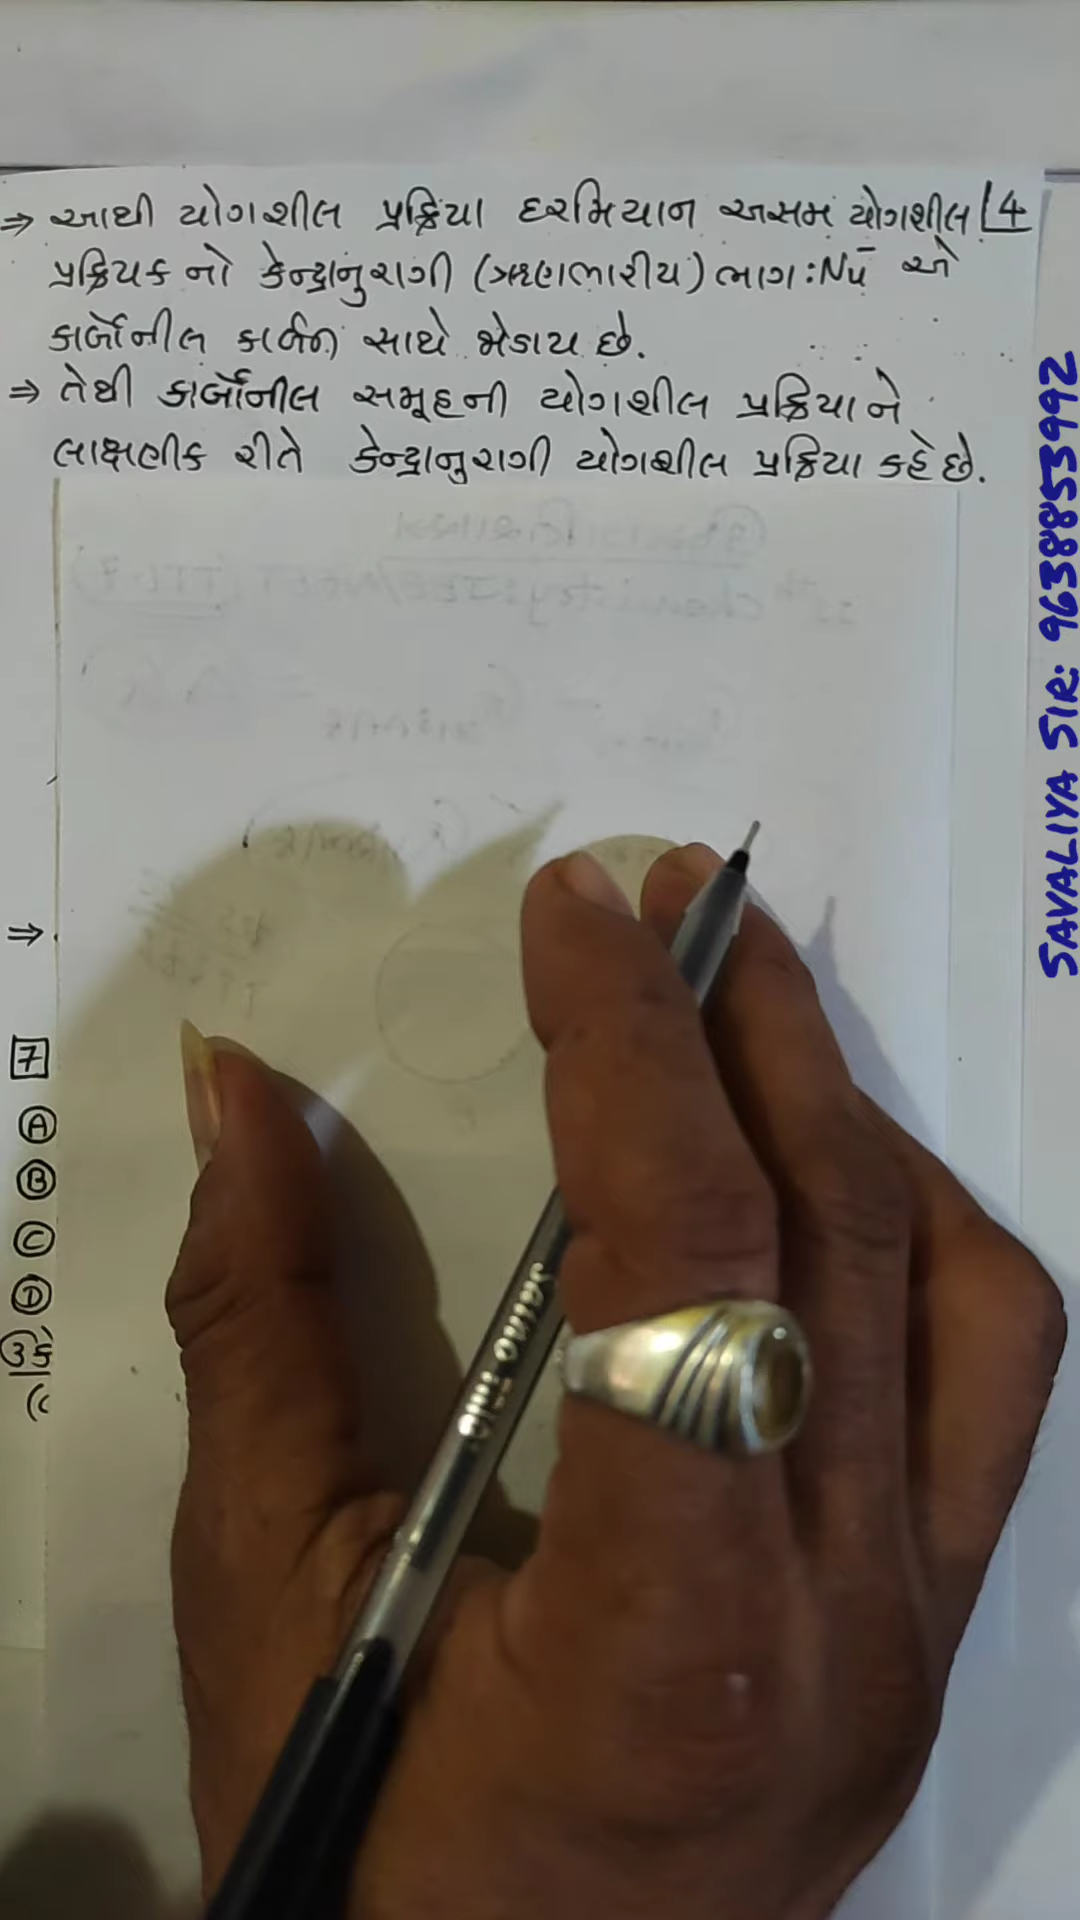 ⇒ આથી યોગશીલ પ્રક્રિયા દરમિયાન અસમ યોગશીલ 4
પ્રક્રિયક નો કેન્દ્રાનુરાગી (ઋણભારીય) ભાગ :Nu⁻ એ
કાર્બોનીલ કાર્બન સાથે જોડાય છે.
⇒ તેથી કાર્બોનીલ સમૂહની યોગશીલ પ્રક્રિયાને
લાક્ષણીક રીતે કેન્દ્રાનુરાગી યોગશીલ પ્રક્રિયા કહે છે.
⇒
7
A
B
C
D
SAVALIYA SIR: 9638853992